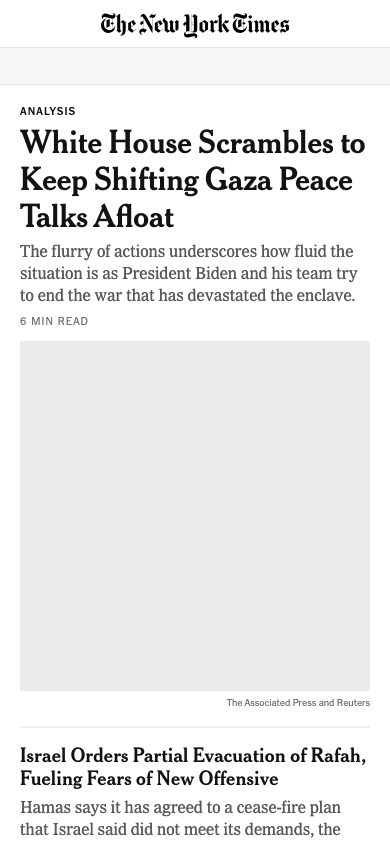 The New York Times
ANALYSIS
White House Scrambles to
Keep Shifting Gaza Peace
Talks Afloat
The flurry of actions underscores how fluid the
situation is as President Biden and his team try
to end the war that has devastated the enclave.
6 MIN READ
The Associated Press and Reuters
Israel Orders Partial Evacuation of Rafah,
Fueling Fears of New Offensive
Hamas says it has agreed to a cease-fire plan
that Israel said did not meet its demands, the